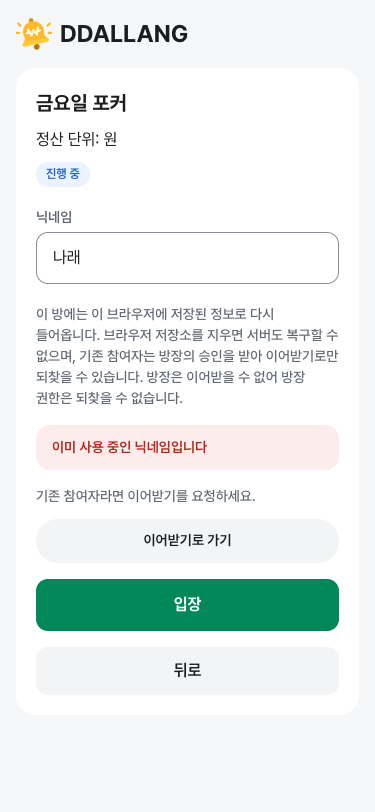 DDALLANG
금요일 포커
정산 단위: 원
진행 중
닉네임
나래
이 방에는 이 브라우저에 저장된 정보로 다시
들어옵니다. 브라우저 저장소를 지우면 서버도 복구할 수
없으며, 기존 참여자는 방장의 승인을 받아 이어받기로만
되찾을 수 있습니다. 방장은 이어받을 수 없어 방장
권한은 되찾을 수 없습니다.
이미 사용 중인 닉네임입니다
기존 참여자라면 이어받기를 요청하세요.
이어받기로 가기
입장
뒤로